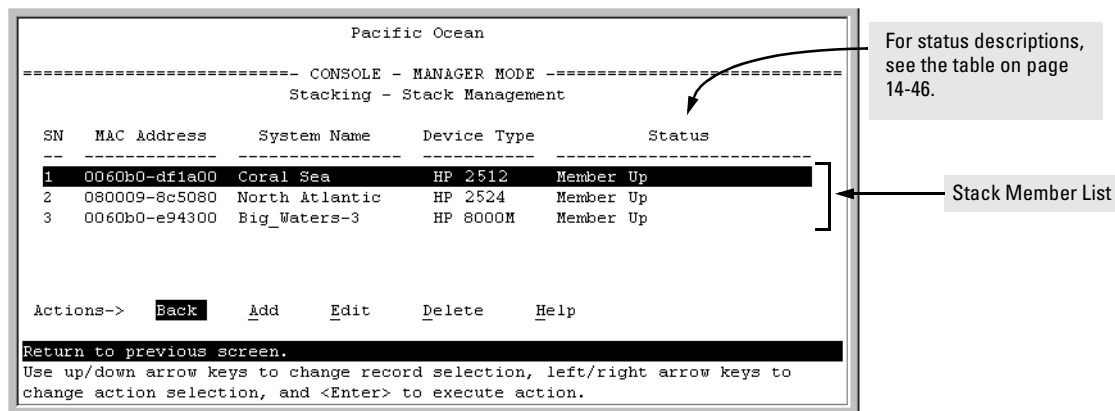 Pacific Ocean
==========================- CONSOLE - MANAGER MODE -============================
Stacking - Stack Management
SN MAC Address System Name Device Type Status
-- ------------- ---------------- ----------- -------------------------
1 0060b0-df1a00 Coral Sea HP 2512 Member Up
2 080009-8c5080 North Atlantic HP 2524 Member Up
3 0060b0-e94300 Big_Waters-3 HP 8000M Member Up
Actions-> Back Add Edit Delete Help
Return to previous screen.
Use up/down arrow keys to change record selection, left/right arrow keys to
change action selection, and <Enter> to execute action.
For status descriptions,
see the table on page
14-46.
Stack Member List